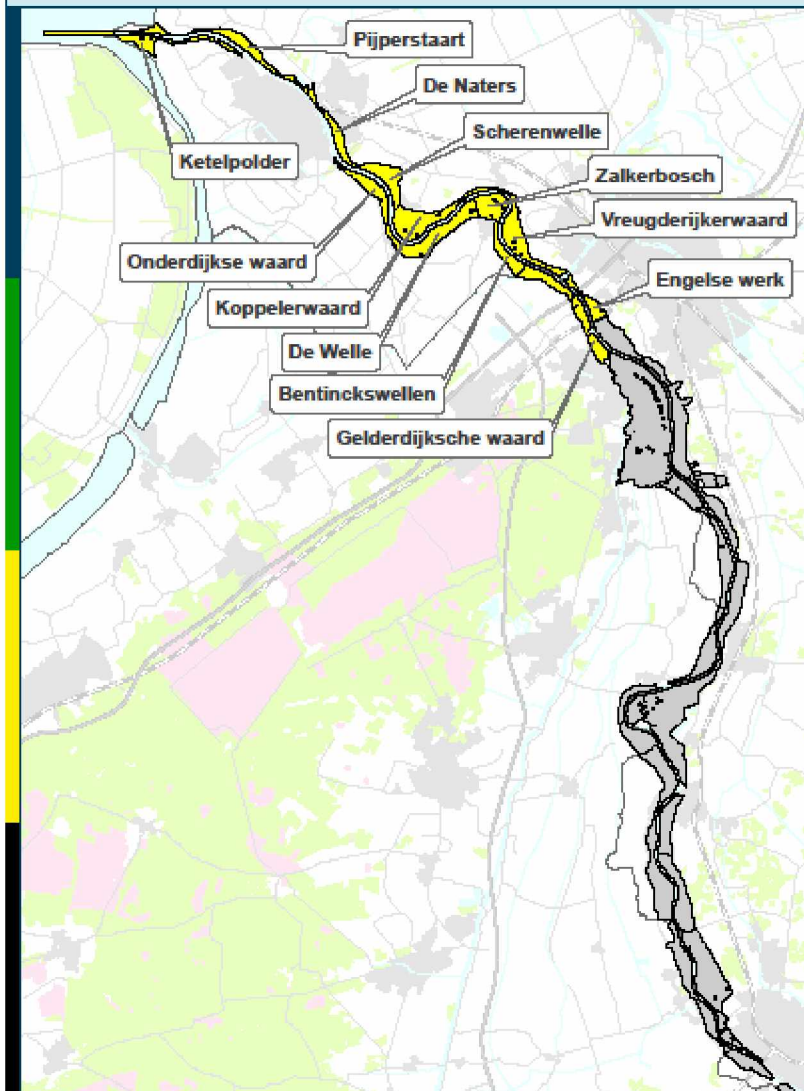 Pijperstaart
De Naters
Scherenwelle
Ketelpolder
Zalkerbosch
Vreugderijkerwaard
Onderdijkse waard
Engelse werk
Koppelerwaard
De Welle
Bentinckswellen
Gelderdijksche waard